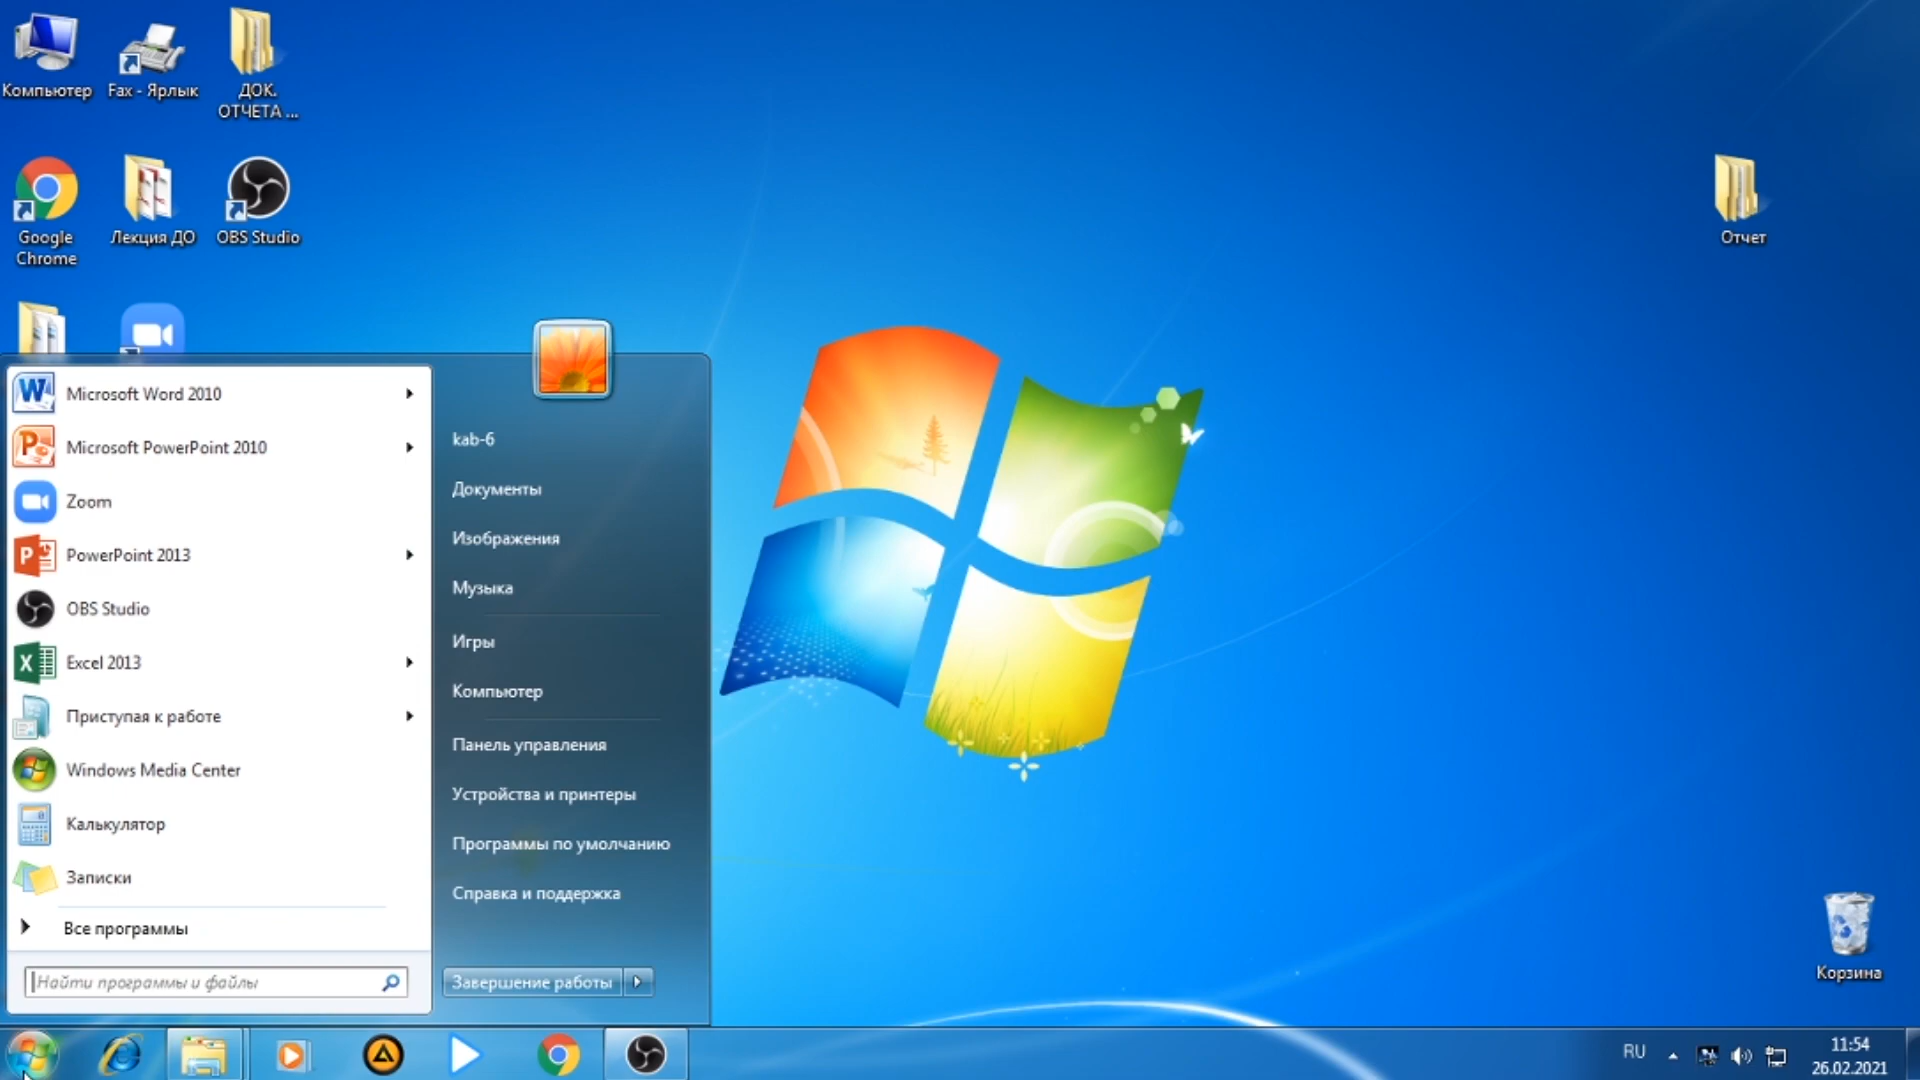 Компьютер
Fax - Ярлык
ДОК.
ОТЧЕТА ...
Google
Chrome
Лекция ДО
OBS Studio
Отчет
Microsoft Word 2010
Microsoft PowerPoint 2010
Zoom
PowerPoint 2013
OBS Studio
Excel 2013
Приступая к работе
Windows Media Center
Калькулятор
Записки
Все программы
Найти программы и файлы
kab-6
Документы
Изображения
Музыка
Игры
Компьютер
Панель управления
Устройства и принтеры
Программы по умолчанию
Справка и поддержка
Завершение работы
Корзина
RU
11:54
26.02.2021